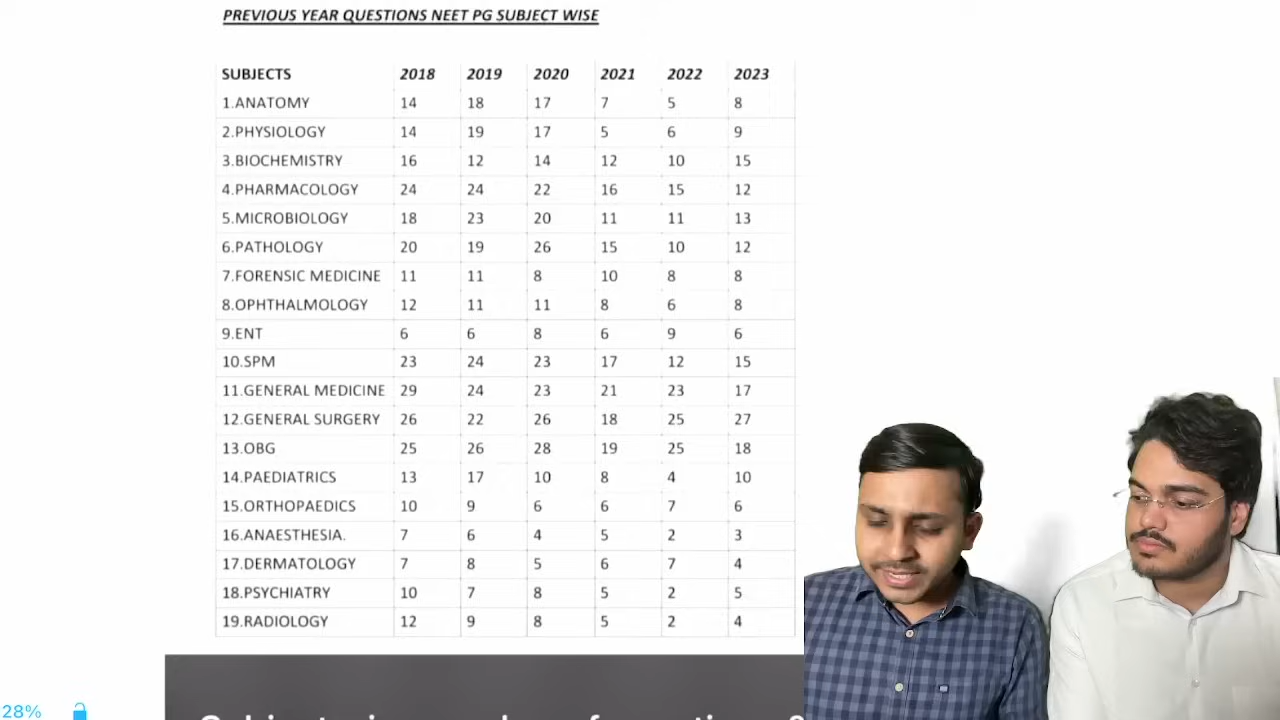 PREVIOUS YEAR QUESTIONS NEET PG SUBJECT WISE
SUBJECTS 2018 2019 2020 2021 2022 2023
1.ANATOMY 14 18 17 7 5 8
2.PHYSIOLOGY 14 19 17 5 6 9
3.BIOCHEMISTRY 16 12 14 12 10 15
4.PHARMACOLOGY 24 24 22 16 15 12
5.MICROBIOLOGY 18 23 20 11 11 13
6.PATHOLOGY 20 19 26 15 10 12
7.FORENSIC MEDICINE 11 11 8 10 8 8
8.OPHTHALMOLOGY 12 11 11 8 6 8
9.ENT 6 6 8 6 9 6
10.SPM 23 24 23 17 12 15
11.GENERAL MEDICINE 29 24 23 21 23 17
12.GENERAL SURGERY 26 22 26 18 25 27
13.OBG 25 26 28 19 25 18
14.PAEDIATRICS 13 17 10 8 4 10
15.ORTHOPAEDICS 10 9 6 6 7 6
16.ANAESTHESIA. 7 6 4 5 2 3
17.DERMATOLOGY 7 8 5 6 7 4
18.PSYCHIATRY 10 7 8 5 2 5
19.RADIOLOGY 12 9 8 5 2 4
28%